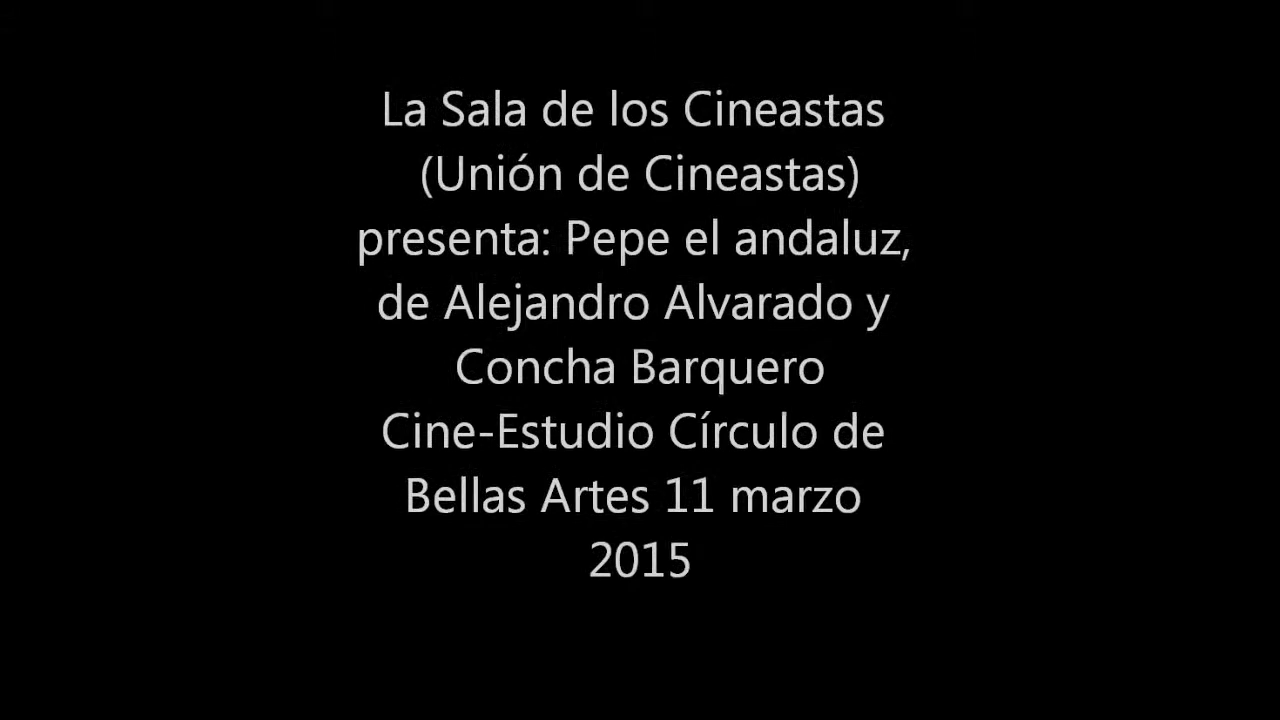 La Sala de los Cineastas
(Unión de Cineastas)
presenta: Pepe el andaluz,
de Alejandro Alvarado y
Concha Barquero
Cine-Estudio Círculo de
Bellas Artes 11 marzo
2015